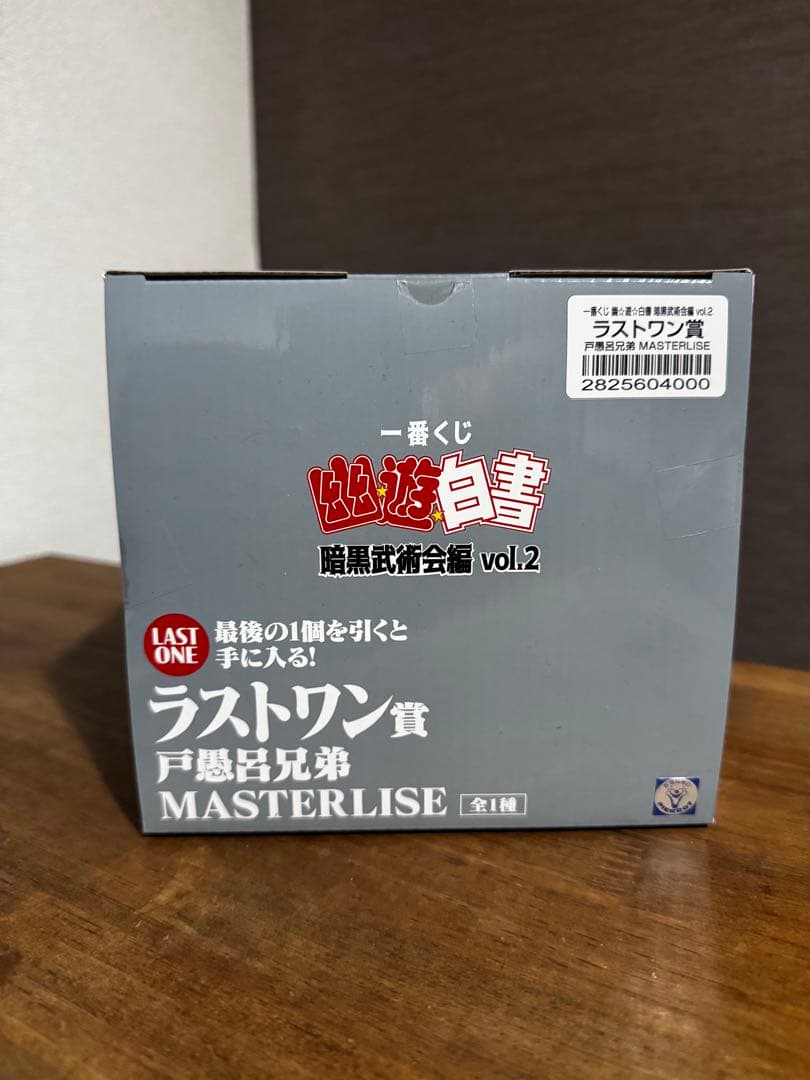 一番くじ 幽☆遊☆白書 暗黒武術会編 vol.2
ラストワン賞
戸愚呂兄弟 MASTERLISE
2825604000
一番くじ
幽★遊★白書
暗黒武術会編 vol.2
LAST
ONE
最後の1個を引くと
手に入る!
ラストワン賞
戸愚呂兄弟
MASTERLISE 全1種